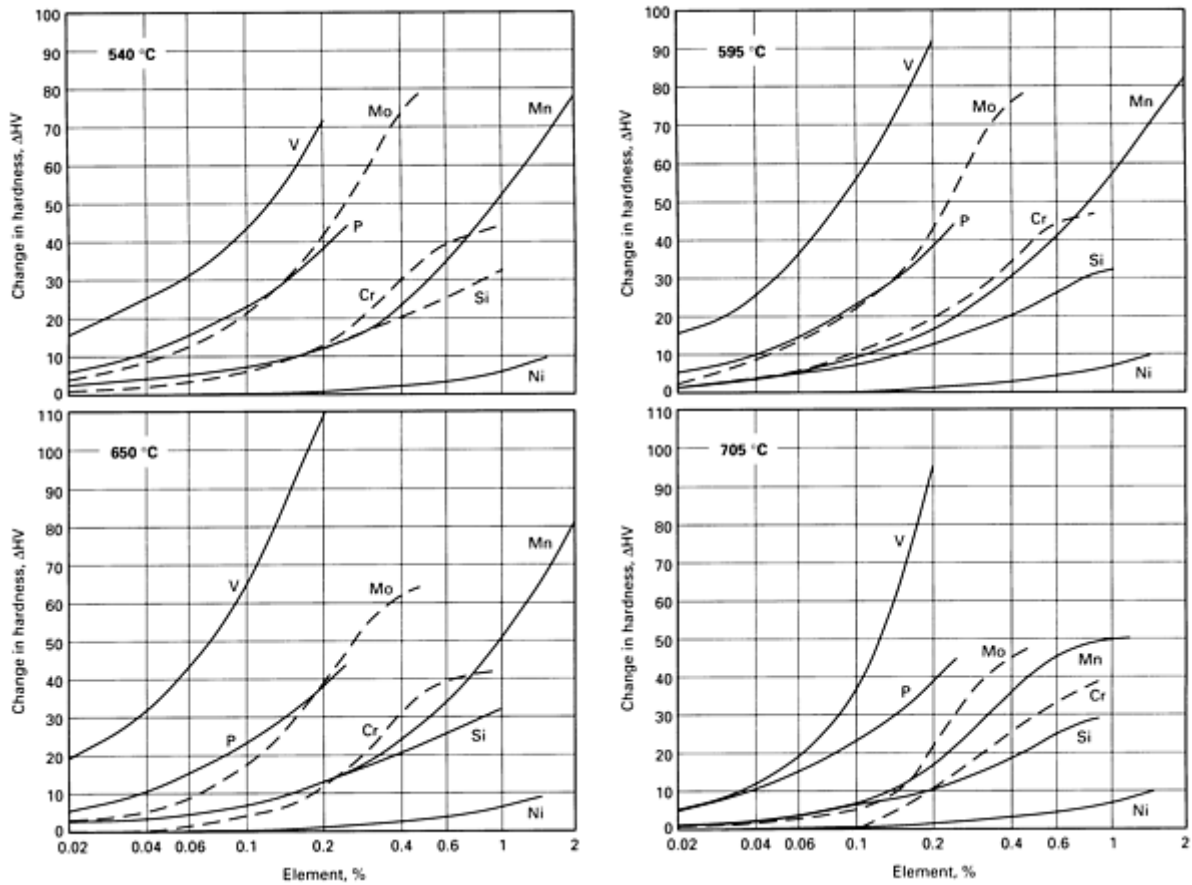 100
90
80
70
60
50
40
30
20
10
0
Change in hardness, ΔHV
540 °C
V
Mo
Mn
P
Cr
Si
Ni
100
90
80
70
60
50
40
30
20
10
0
Change in hardness, ΔHV
595 °C
V
Mo
Mn
P
Cr
Si
Ni
110
100
90
80
70
60
50
40
30
20
10
0
Change in hardness, ΔHV
650 °C
V
Mo
Mn
P
Cr
Si
Ni
0.02 0.04 0.06 0.1 0.2 0.4 0.6 1 2
Element, %
110
100
90
80
70
60
50
40
30
20
10
0
Change in hardness, ΔHV
705 °C
V
Mo
Mn
P
Cr
Si
Ni
0.02 0.04 0.06 0.1 0.2 0.4 0.6 1 2
Element, %